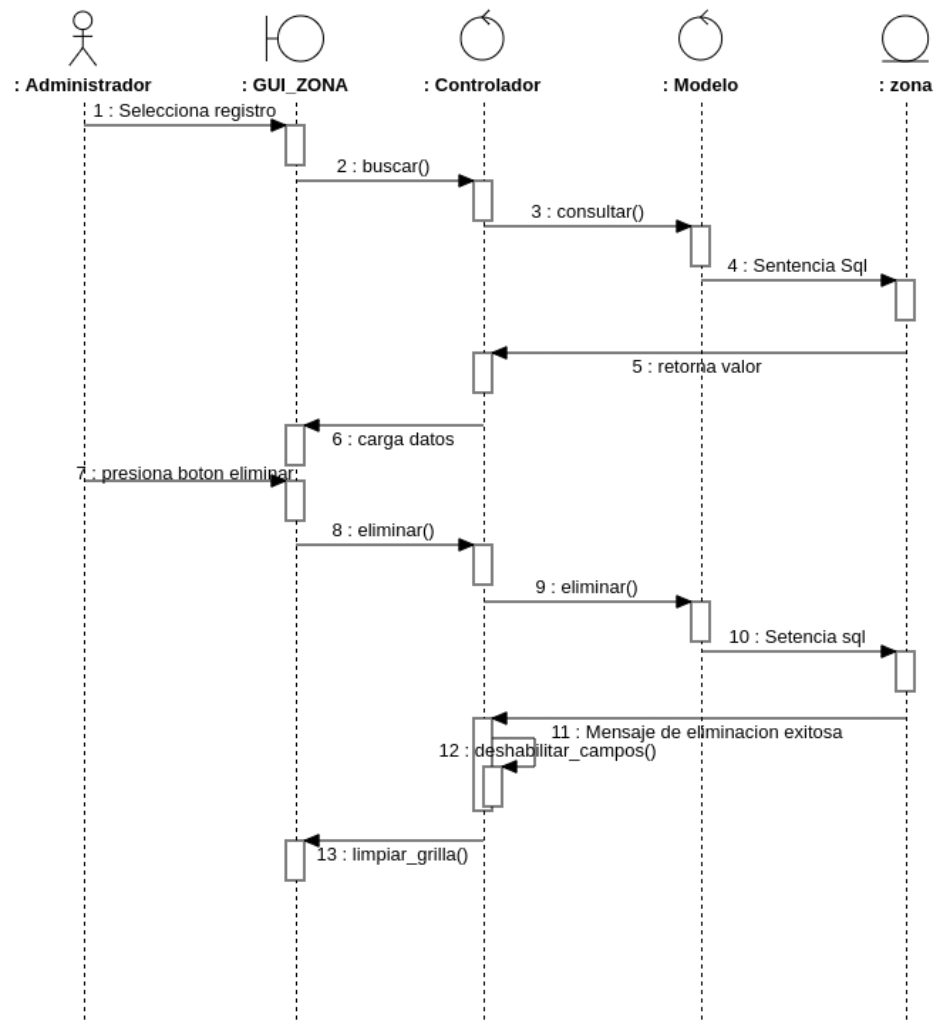 : Administrador
: GUI_ZONA
: Controlador
: Modelo
: zona
1 : Selecciona registro
2 : buscar()
3 : consultar()
4 : Sentencia Sql
5 : retorna valor
6 : carga datos
7 : presiona boton eliminar
8 : eliminar()
9 : eliminar()
10 : Setencia sql
11 : Mensaje de eliminacion exitosa
12 : deshabilitar_campos()
13 : limpiar_grilla()